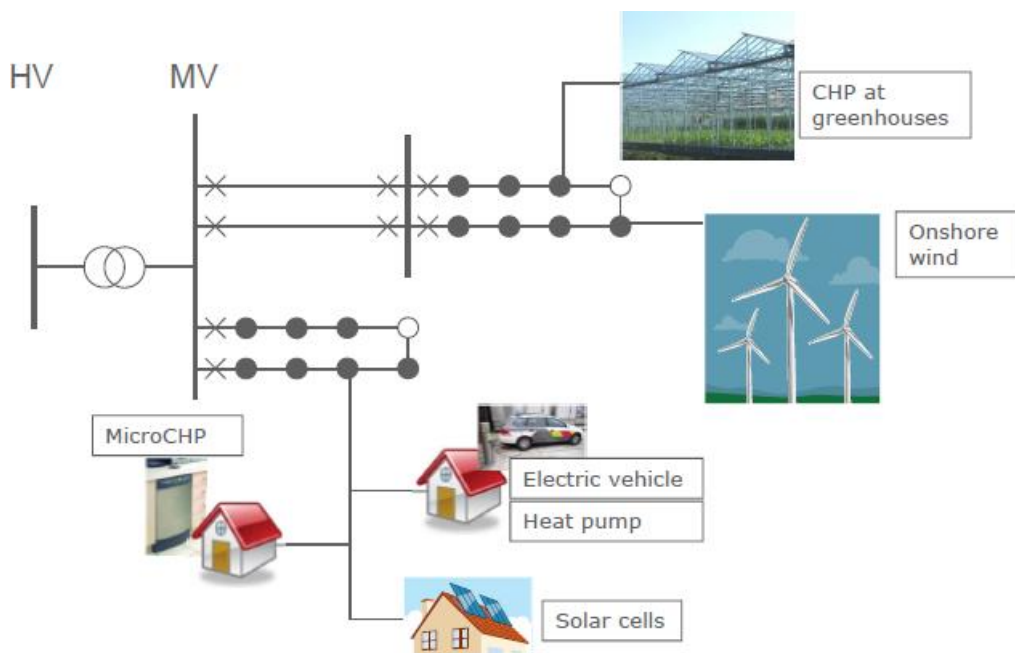 HV
MV
CHP at
greenhouses
Onshore
wind
MicroCHP
Electric vehicle
Heat pump
Solar cells